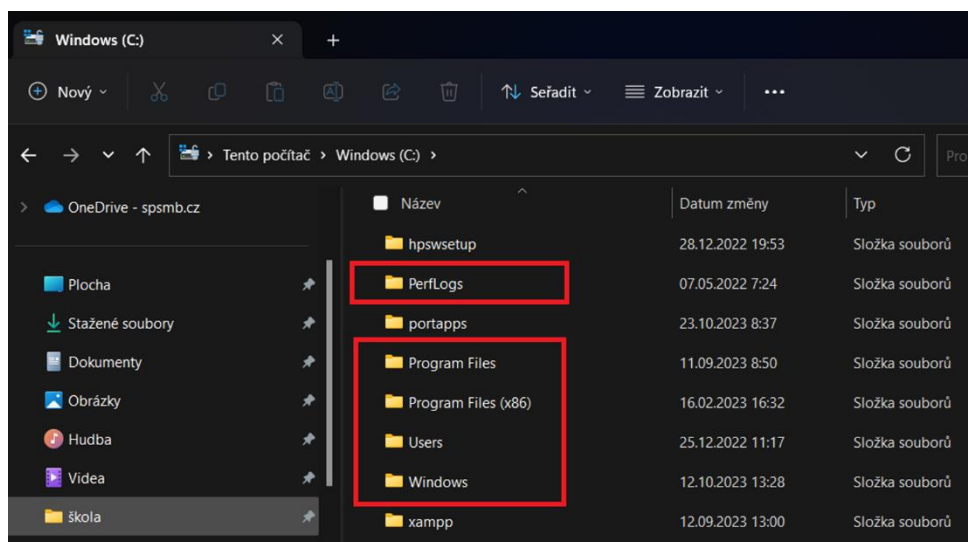 Windows (C:)
Nový
Seřadit
Zobrazit
Tento počítač > Windows (C:) >
Pro
OneDrive - spsmb.cz
Název Datum změny Typ
hpswsetup 28.12.2022 19:53 Složka souborů
Plocha
PerfLogs 07.05.2022 7:24 Složka souborů
Stažené soubory
portapps 23.10.2023 8:37 Složka souborů
Dokumenty
Program Files 11.09.2023 8:50 Složka souborů
Obrázky
Program Files (x86) 16.02.2023 16:32 Složka souborů
Hudba
Users 25.12.2022 11:17 Složka souborů
Videa
Windows 12.10.2023 13:28 Složka souborů
škola
xampp 12.09.2023 13:00 Složka souborů